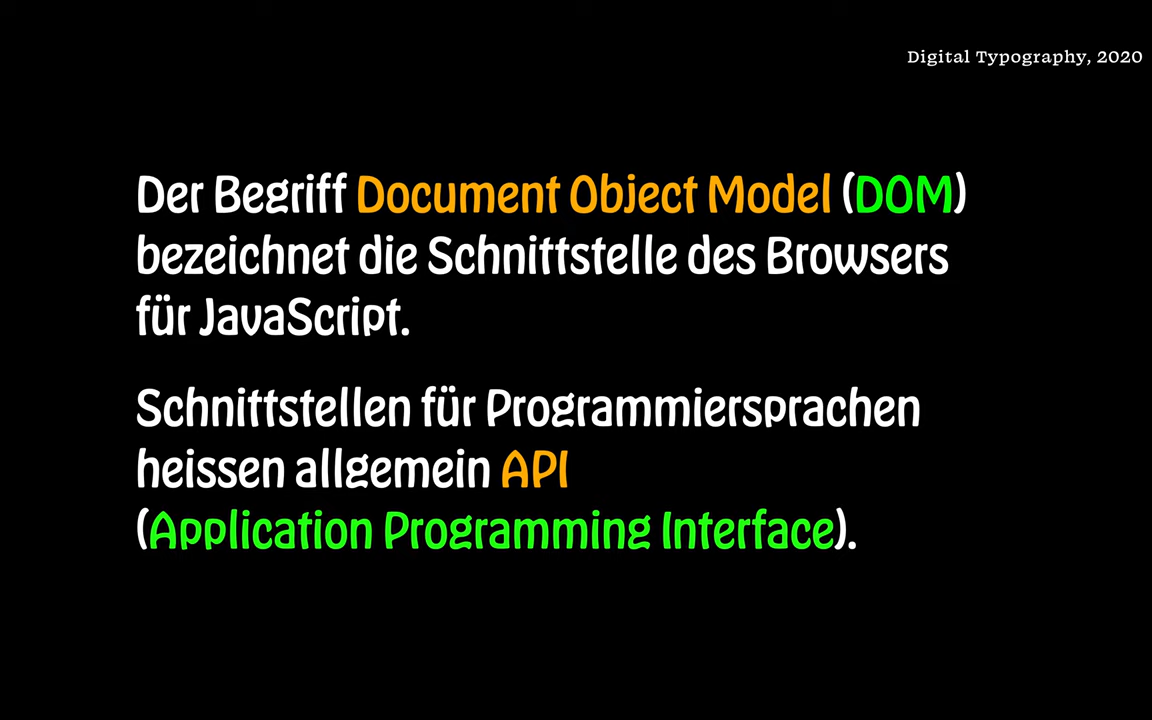 Digital Typography, 2020
Der Begriff Document Object Model (DOM)
bezeichnet die Schnittstelle des Browsers
für JavaScript.
Schnittstellen für Programmiersprachen
heissen allgemein API
(Application Programming Interface).